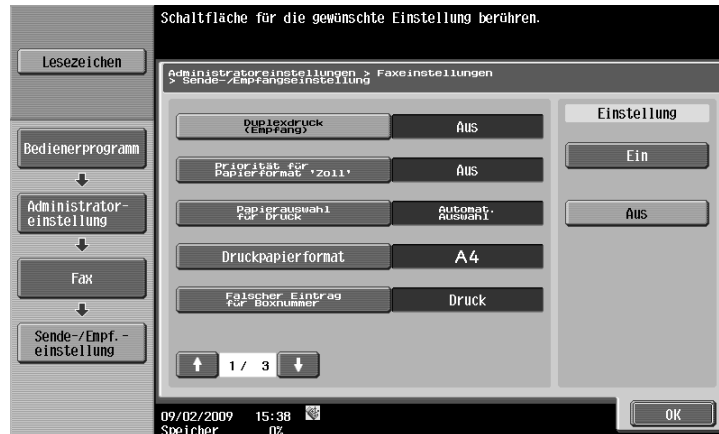 Schaltfläche für die gewünschte Einstellung berühren.
Lesezeichen
Administratoreinstellungen > Faxeinstellungen
> Sende-/Empfangseinstellung
Bedienerprogramm
Administrator-
einstellung
Fax
Sende-/Empf.-
einstellung
Duplexdruck
(Empfang)
Aus
Priorität für
Papierformat 'Zoll'
Aus
Papierauswahl
für Druck
Automat.
Auswahl
Druckpapierformat
A4
Falscher Eintrag
für Boxnummer
Druck
1/ 3
Einstellung
Ein
Aus
09/02/2009 15:38
Speicher 0%
OK